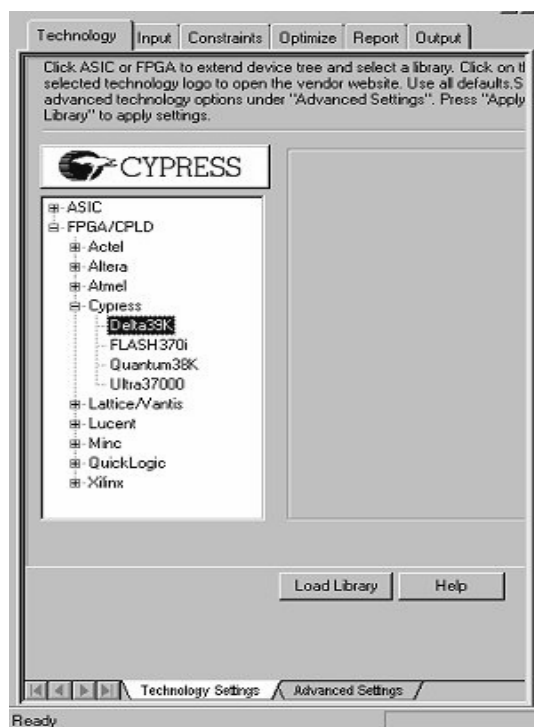 Technology Input Constraints Optimize Report Output
Click ASIC or FPGA to extend device tree and select a library. Click on
selected technology logo to open the vendor website. Use all defaults.S
advanced technology options under "Advanced Settings". Press "Apply
Library" to apply settings.
CYPRESS
ASIC
FPGA/CPLD
Actel
Altera
Atmel
Cypress
Delta39K
FLASH370i
Quantum38K
Ultra37000
Lattice/Vantis
Lucent
Minc
QuickLogic
Xilinx
Load Library Help
Technology Settings Advanced Settings
Ready